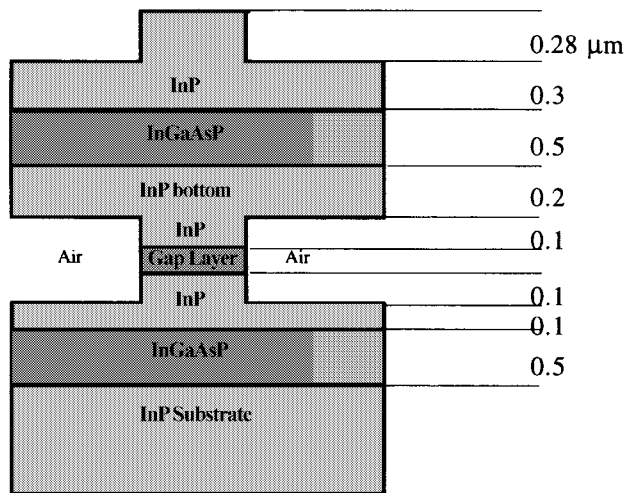 0.28 μm
InP
0.3
InGaAsP
0.5
InP bottom
0.2
InP
0.1
Air
Gap Layer
Air
InP
0.1
0.1
InGaAsP
0.5
InP Substrate